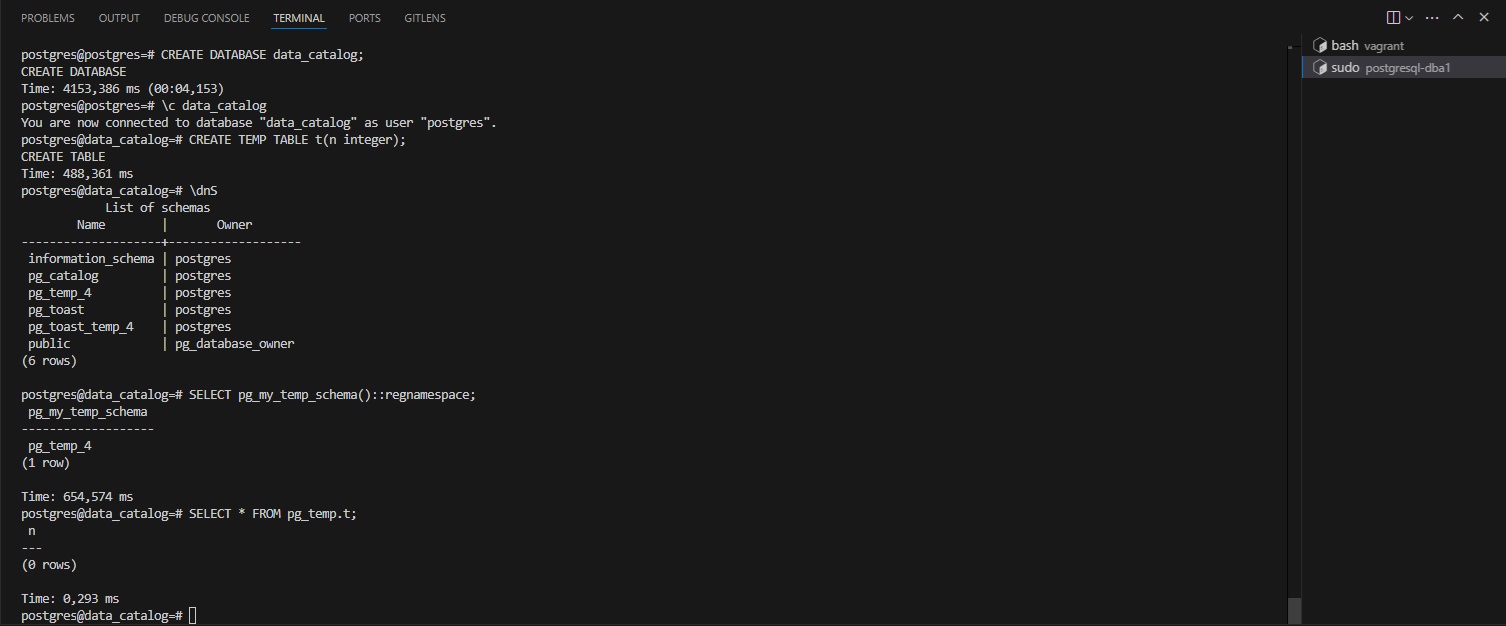 PROBLEMS OUTPUT DEBUG CONSOLE TERMINAL PORTS GITLENS
postgres@postgres=# CREATE DATABASE data_catalog;
CREATE DATABASE
Time: 4153,386 ms (00:04,153)
postgres@postgres=# \c data_catalog
You are now connected to database "data_catalog" as user "postgres".
postgres@data_catalog=# CREATE TEMP TABLE t(n integer);
CREATE TABLE
Time: 488,361 ms
postgres@data_catalog=# \dnS
            List of schemas
        Name        |       Owner
--------------------+-------------------
 information_schema | postgres
 pg_catalog         | postgres
 pg_temp_4          | postgres
 pg_toast           | postgres
 pg_toast_temp_4    | postgres
 public             | pg_database_owner
(6 rows)
postgres@data_catalog=# SELECT pg_my_temp_schema()::regnamespace;
 pg_my_temp_schema
-------------------
 pg_temp_4
(1 row)
Time: 654,574 ms
postgres@data_catalog=# SELECT * FROM pg_temp.t;
 n
---
(0 rows)
Time: 0,293 ms
postgres@data_catalog=#
bash vagrant
sudo postgresql-dba1